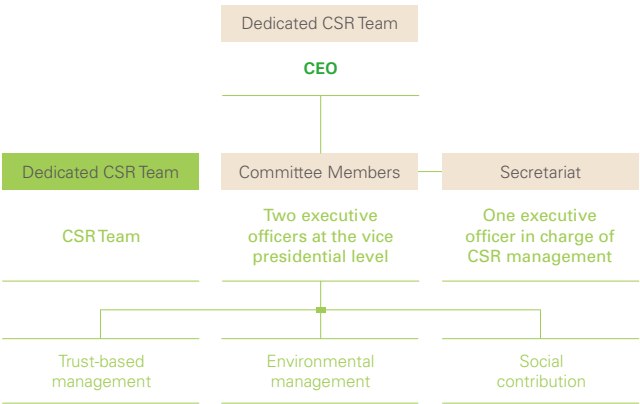 Dedicated CSR Team
CEO
Dedicated CSR Team
Committee Members
Secretariat
CSR Team
Two executive
officers at the vice
presidential level
One executive
officer in charge of
CSR management
Trust-based
management
Environmental
management
Social
contribution